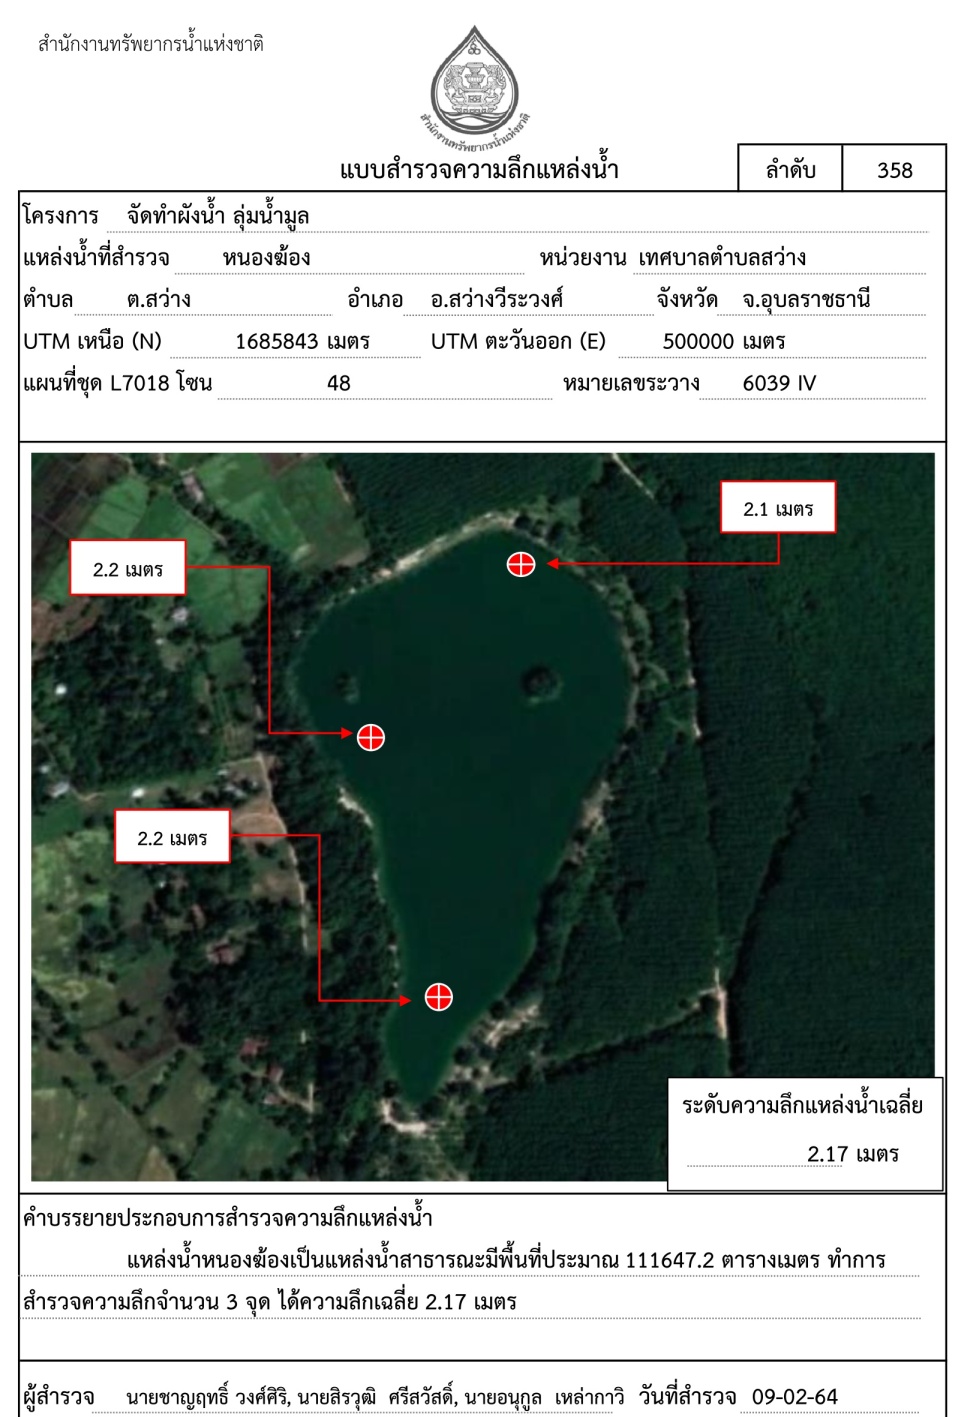 สำนักงานทรัพยากรน้ำแห่งชาติ
สำนักงานทรัพยากรน้ำแห่งชาติ
แบบสำรวจความลึกแหล่งน้ำ ลำดับ 358
โครงการ จัดทำผังน้ำ ลุ่มน้ำมูล
แหล่งน้ำที่สำรวจ หนองฆ้อง หน่วยงาน เทศบาลตำบลสว่าง
ตำบล ต.สว่าง อำเภอ อ.สว่างวีระวงศ์ จังหวัด จ.อุบลราชธานี
UTM เหนือ (N) 1685843 เมตร UTM ตะวันออก (E) 500000 เมตร
แผนที่ชุด L7018 โซน 48 หมายเลขระวาง 6039 IV
2.1 เมตร
2.2 เมตร
2.2 เมตร
ระดับความลึกแหล่งน้ำเฉลี่ย
2.17 เมตร
คำบรรยายประกอบการสำรวจความลึกแหล่งน้ำ
แหล่งน้ำหนองฆ้องเป็นแหล่งน้ำสาธารณะมีพื้นที่ประมาณ 111647.2 ตารางเมตร ทำการ
สำรวจความลึกจำนวน 3 จุด ได้ความลึกเฉลี่ย 2.17 เมตร
ผู้สำรวจ นายชาญฤทธิ์ วงศ์ศิริ, นายสิรวุฒิ ศรีสวัสดิ์, นายอนุกูล เหล่ากาวี วันที่สำรวจ 09-02-64